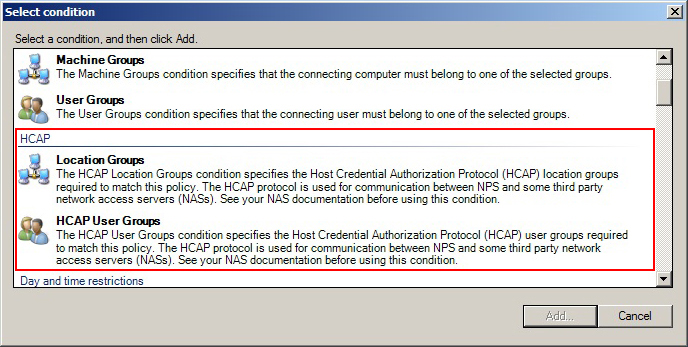 Select condition
Select a condition, and then click Add.
Machine Groups
The Machine Groups condition specifies that the connecting computer must belong to one of the selected groups.
User Groups
The User Groups condition specifies that the connecting user must belong to one of the selected groups.
HCAP
Location Groups
The HCAP Location Groups condition specifies the Host Credential Authorization Protocol (HCAP) location groups
required to match this policy. The HCAP protocol is used for communication between NPS and some third party
network access servers (NASs). See your NAS documentation before using this condition.
HCAP User Groups
The HCAP User Groups condition specifies the Host Credential Authorization Protocol (HCAP) user groups required
to match this policy. The HCAP protocol is used for communication between NPS and some third party network
access servers (NASs). See your NAS documentation before using this condition.
Day and time restrictions
Add...
Cancel